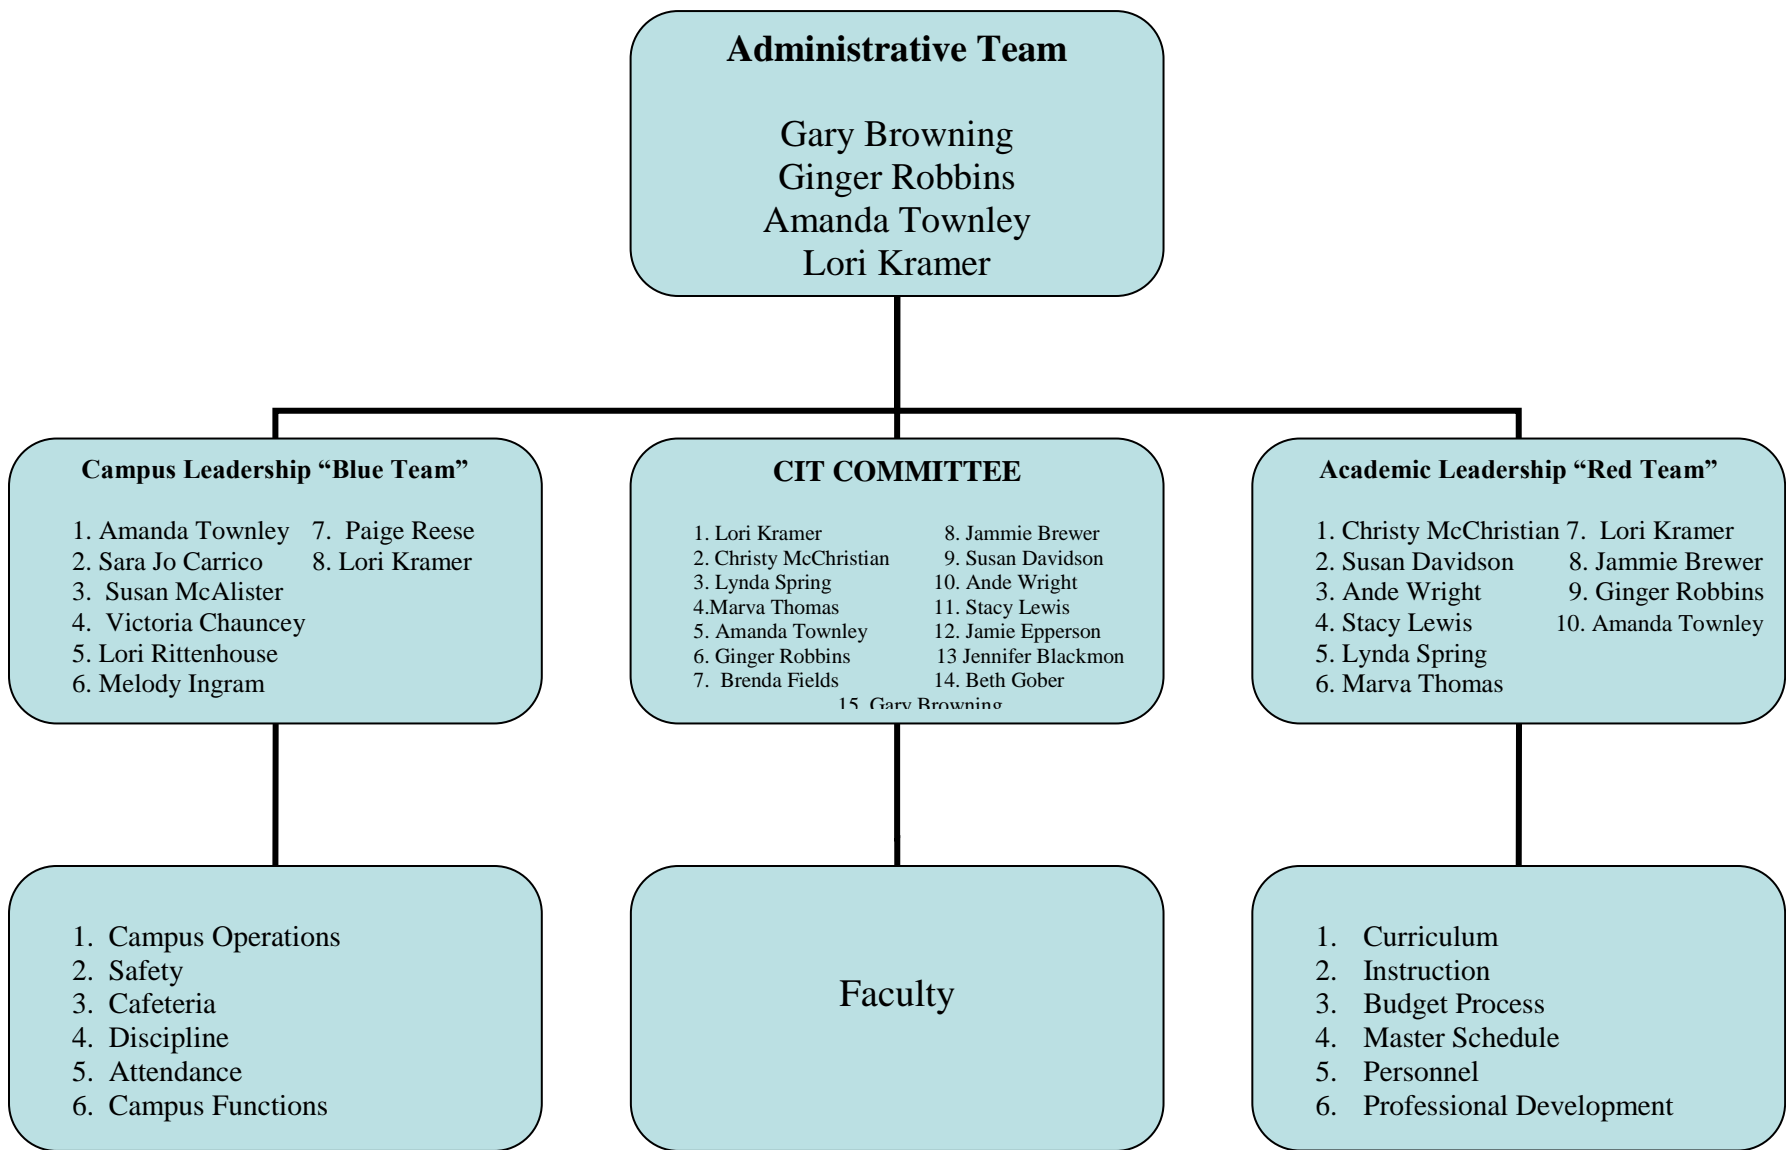 Administrative Team
Gary Browning
Ginger Robbins
Amanda Townley
Lori Kramer
Campus Leadership “Blue Team”
1. Amanda Townley 7. Paige Reese
2. Sara Jo Carrico 8. Lori Kramer
3. Susan McAlister
4. Victoria Chauncey
5. Lori Rittenhouse
6. Melody Ingram
CIT COMMITTEE
1. Lori Kramer 8. Jammie Brewer
2. Christy McChristian 9. Susan Davidson
3. Lynda Spring 10. Ande Wright
4.Marva Thomas 11. Stacy Lewis
5. Amanda Townley 12. Jamie Epperson
6. Ginger Robbins 13 Jennifer Blackmon
7. Brenda Fields 14. Beth Gober
15. Gary Browning
Academic Leadership “Red Team”
1. Christy McChristian 7. Lori Kramer
2. Susan Davidson 8. Jammie Brewer
3. Ande Wright 9. Ginger Robbins
4. Stacy Lewis 10. Amanda Townley
5. Lynda Spring
6. Marva Thomas
1. Campus Operations
2. Safety
3. Cafeteria
4. Discipline
5. Attendance
6. Campus Functions
Faculty
1. Curriculum
2. Instruction
3. Budget Process
4. Master Schedule
5. Personnel
6. Professional Development